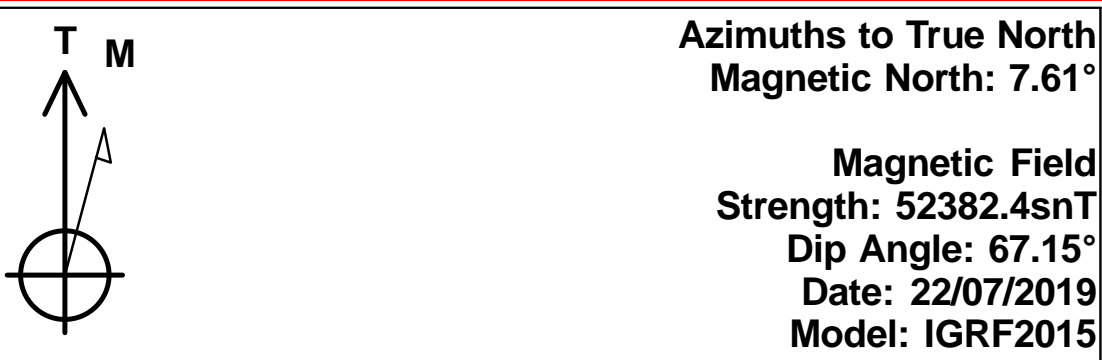 T M
Azimuths to True North
Magnetic North: 7.61°
Magnetic Field
Strength: 52382.4snT
Dip Angle: 67.15°
Date: 22/07/2019
Model: IGRF2015